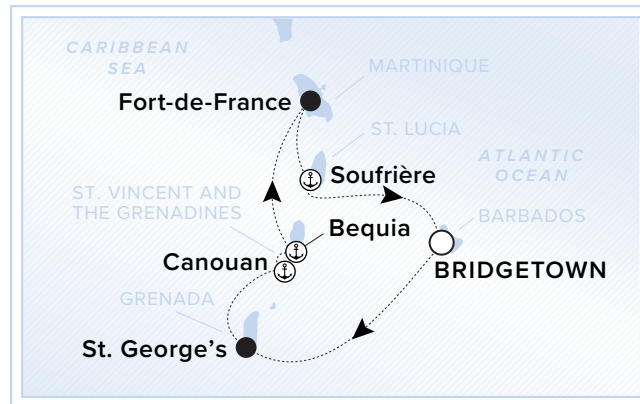 CARIBBEAN
SEA
MARTINIQUE
Fort-de-France
ST. LUCIA
Soufrière
ATLANTIC
OCEAN
ST. VINCENT AND
THE GRENADINES
BARBADOS
Bequia
Canouan
BRIDGETOWN
GRENADA
St. George’s